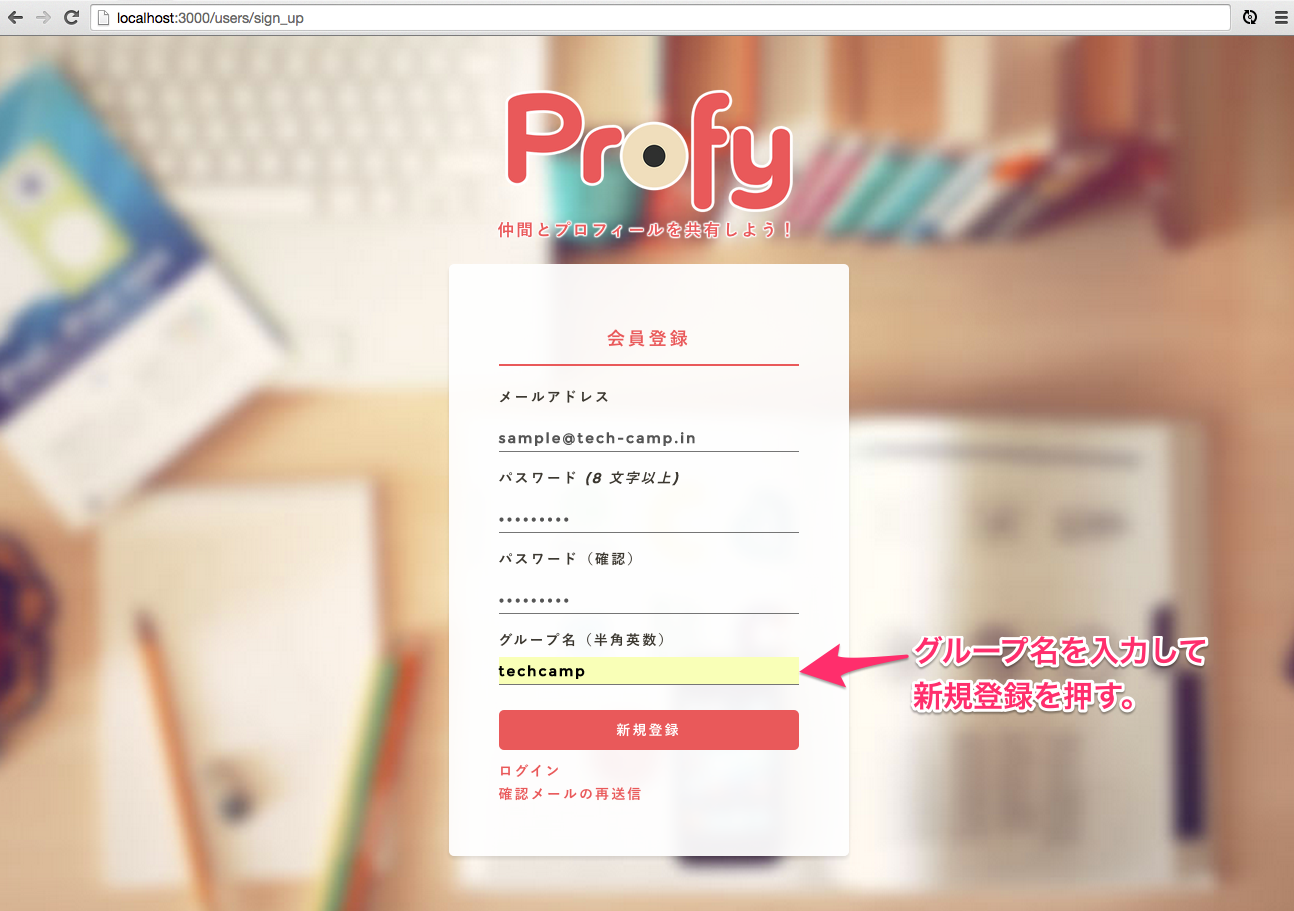 localhost:3000/users/sign_up
Profy
仲間とプロフィールを共有しよう！
会員登録
メールアドレス
sample@tech-camp.in
パスワード (8 文字以上)
•••••••••
パスワード（確認）
•••••••••
グループ名（半角英数）
techcamp
グループ名を入力して
新規登録を押す。
新規登録
ログイン
確認メールの再送信